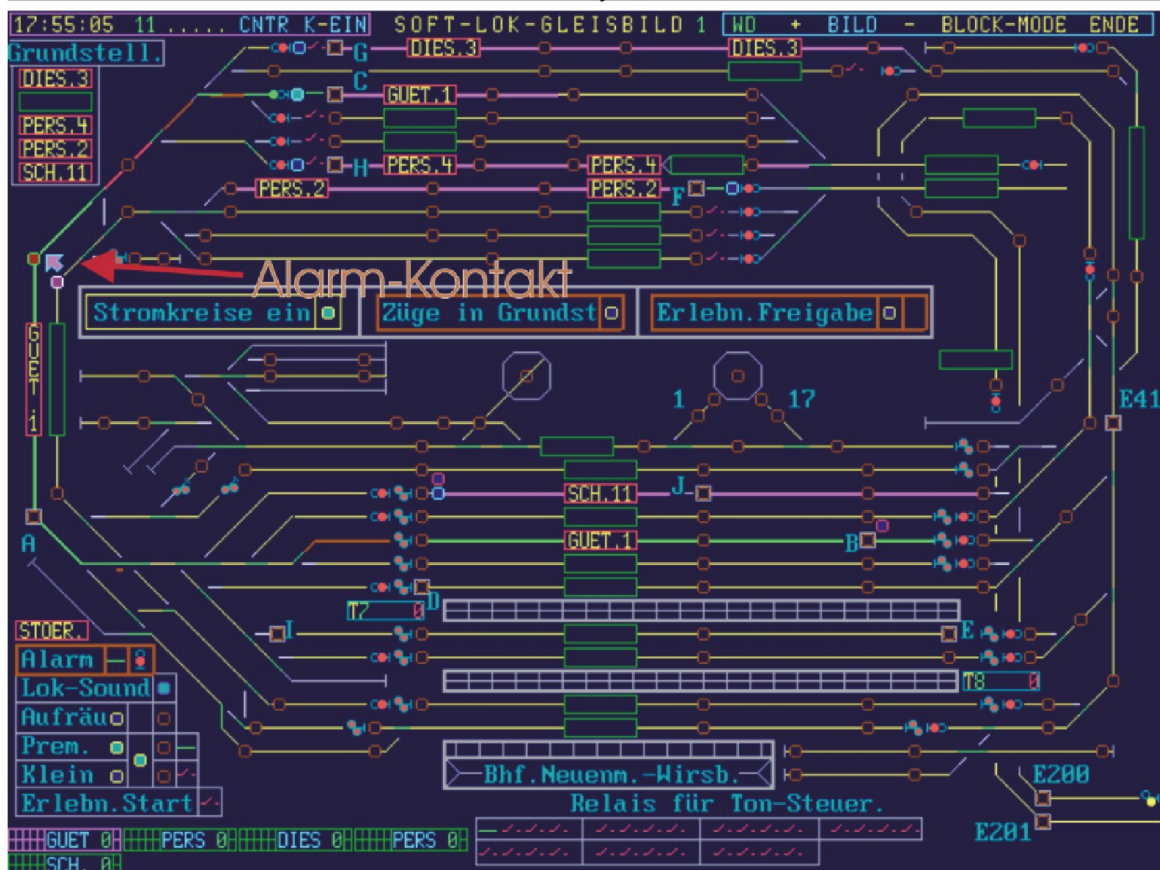 17:55:05 11 ..... CNTR K-EIN SOFT-LOK-GLEISBILD 1 WD + BILD - BLOCK-MODE ENDE
Grundstell.
G DIES.3 DIES.3
DIES.3
C
GUET.1
PERS.4
PERS.2
SCH.11
H PERS.4 PERS.4
PERS.2 PERS.2 F
Alarm-Kontakt
Stromkreise ein Züge in Grundst Erlebn.Freigabe
GUET.1
1 17 E41
SCH.11 J
A GUET.1 B
T7 0 D
STOER. I E
Alarm
T8 0
Lok-Sound
Aufräu
Prem.
Klein Bhf.Neuenm.-Wirsb. E200
Erlebn.Start Relais für Ton-Steuer.
E201
GUET 0 PERS 0 DIES 0 PERS 0
SCH. 0